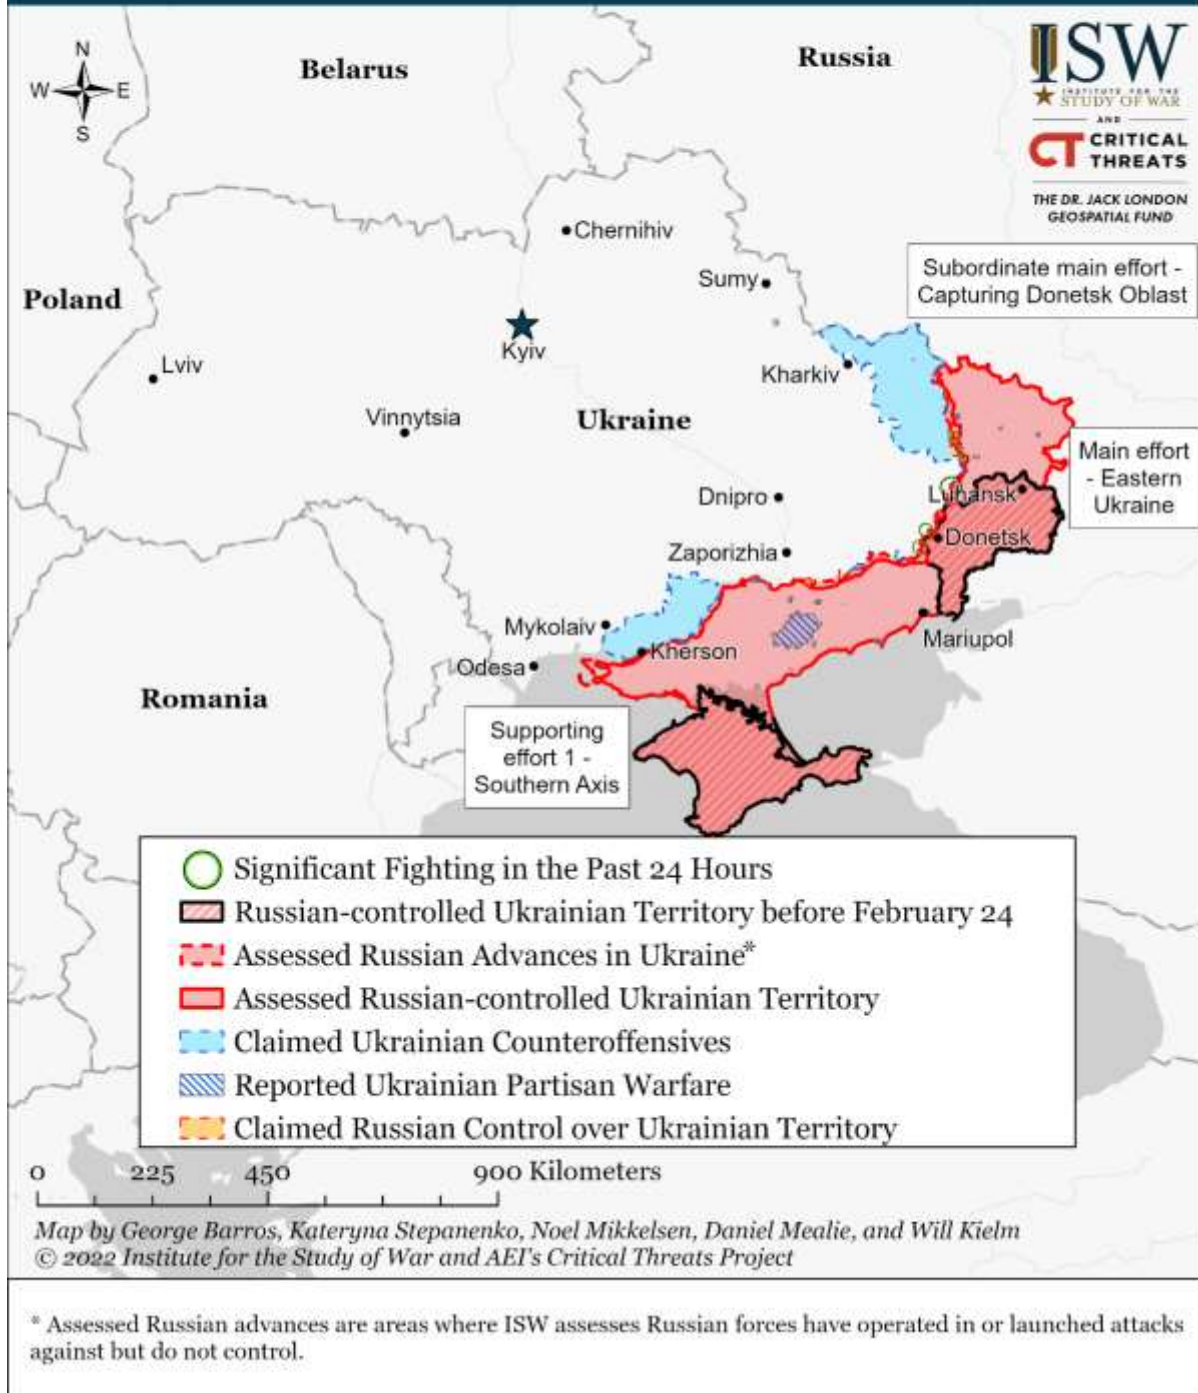 N
W
E
S
Belarus
Russia
ISW
INSTITUTE FOR THE
STUDY OF WAR
AND
CT CRITICAL
THREATS
THE DR. JACK LONDON
GEOSPATIAL FUND
Chernihiv
Sumy
Subordinate main effort -
Capturing Donetsk Oblast
Poland
Kyiv
Lviv
Kharkiv
Vinnytsia
Ukraine
Main effort
- Eastern
Ukraine
Dnipro
Luhansk
Donetsk
Zaporizhia
Mykolaiv
Mariupol
Kherson
Odesa
Romania
Supporting
effort 1 -
Southern Axis
Significant Fighting in the Past 24 Hours
Russian-controlled Ukrainian Territory before February 24
Assessed Russian Advances in Ukraine*
Assessed Russian-controlled Ukrainian Territory
Claimed Ukrainian Counteroffensives
Reported Ukrainian Partisan Warfare
Claimed Russian Control over Ukrainian Territory
0 225 450 900 Kilometers
Map by George Barros, Kateryna Stepanenko, Noel Mikkelsen, Daniel Mealie, and Will Kielm
© 2022 Institute for the Study of War and AEI's Critical Threats Project
* Assessed Russian advances are areas where ISW assesses Russian forces have operated in or launched attacks
against but do not control.